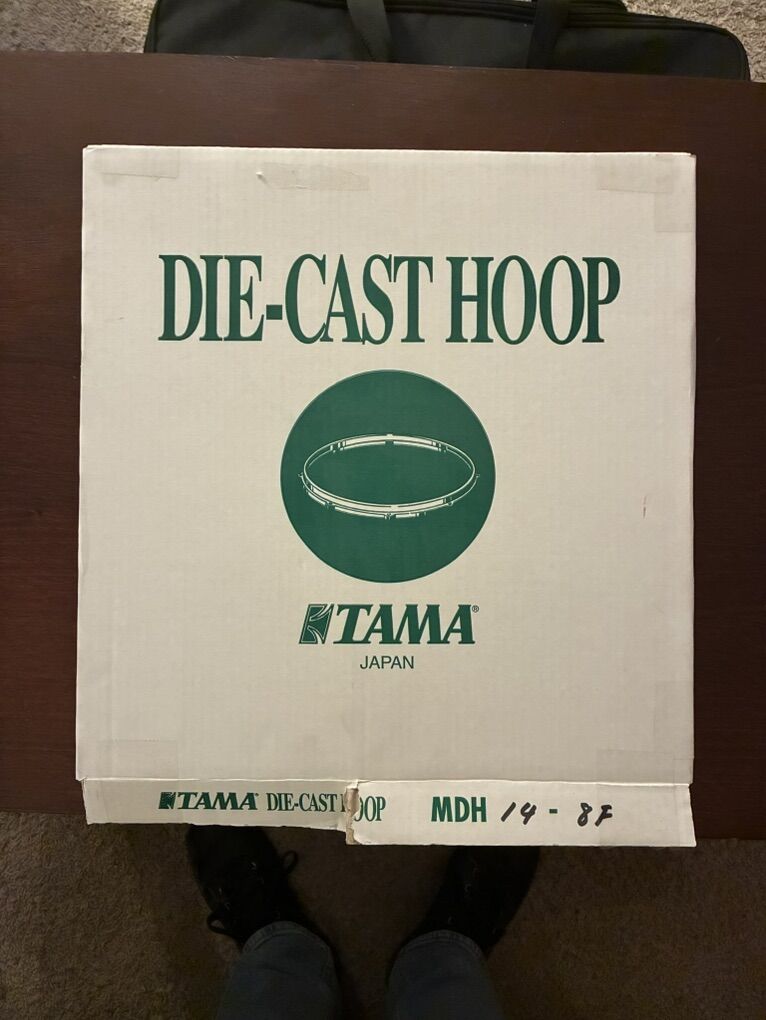 DIE-CAST HOOP
TAMA®
JAPAN
TAMA® DIE-CAST HOOP MDH 14 - 8F